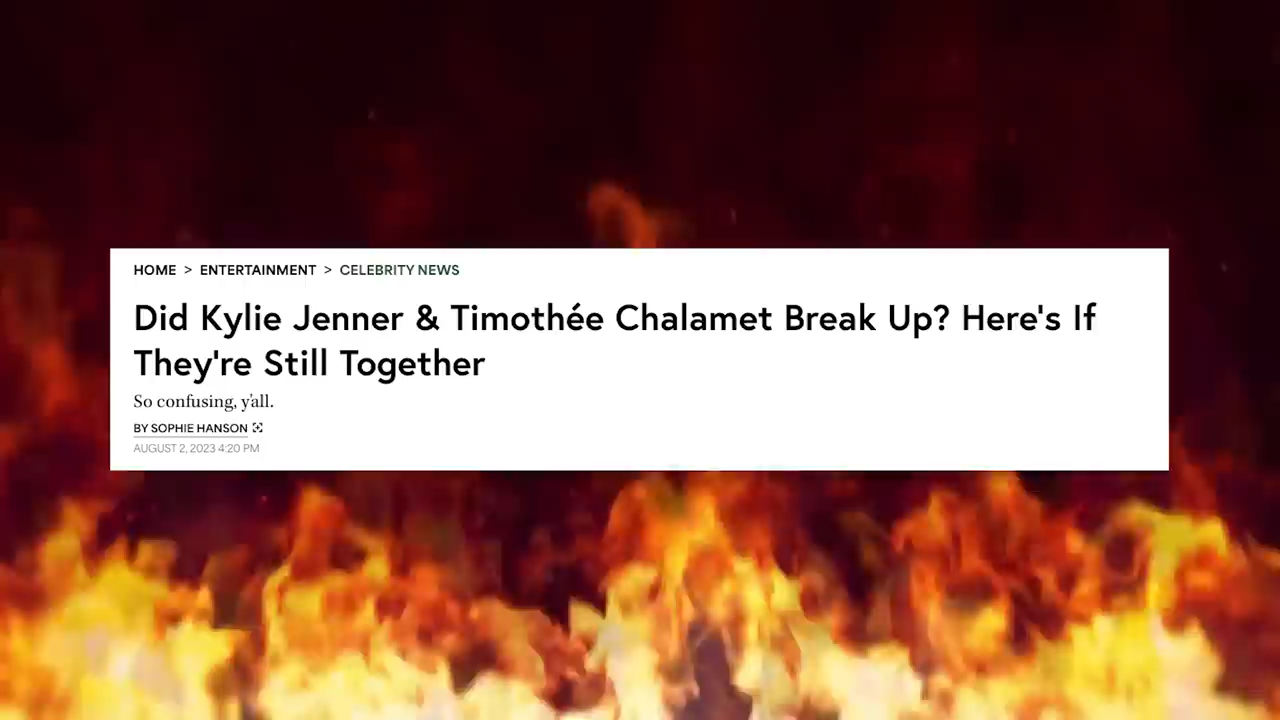 HOME > ENTERTAINMENT > CELEBRITY NEWS
Did Kylie Jenner & Timothée Chalamet Break Up? Here's If
They're Still Together
So confusing, y'all.
BY SOPHIE HANSON
AUGUST 2, 2023 4:20 PM